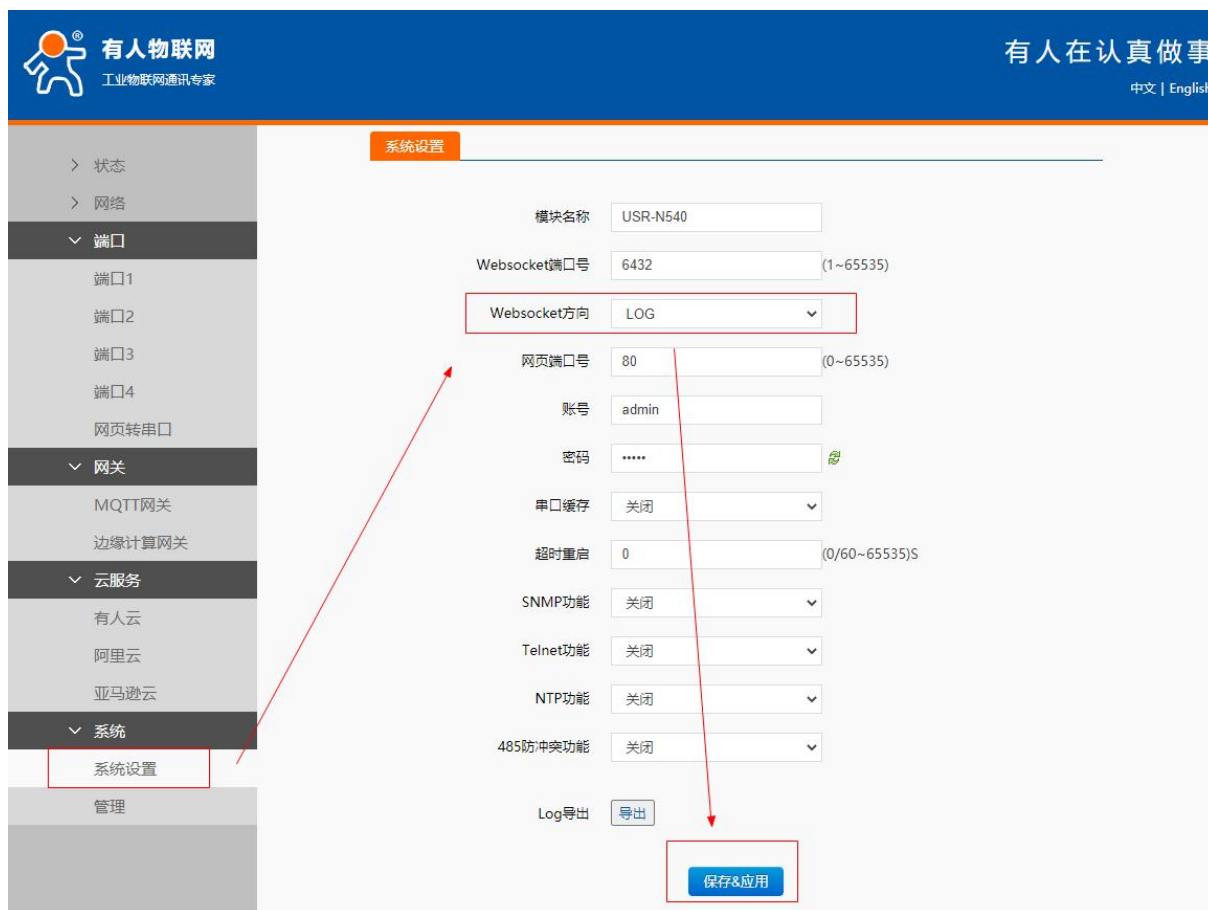 有人物联网
工业物联网通讯专家
有人在认真做事
中文 | English
状态
网络
端口
端口1
端口2
端口3
端口4
网页转串口
网关
MQTT网关
边缘计算网关
云服务
有人云
阿里云
亚马逊云
系统
系统设置
管理
系统设置
模块名称 USR-N540
Websocket端口号 6432 (1~65535)
Websocket方向 LOG
网页端口号 80 (0~65535)
账号 admin
密码 •••••
串口缓存 关闭
超时重启 0 (0/60~65535)S
SNMP功能 关闭
Telnet功能 关闭
NTP功能 关闭
485防冲突功能 关闭
Log导出 导出
保存&应用